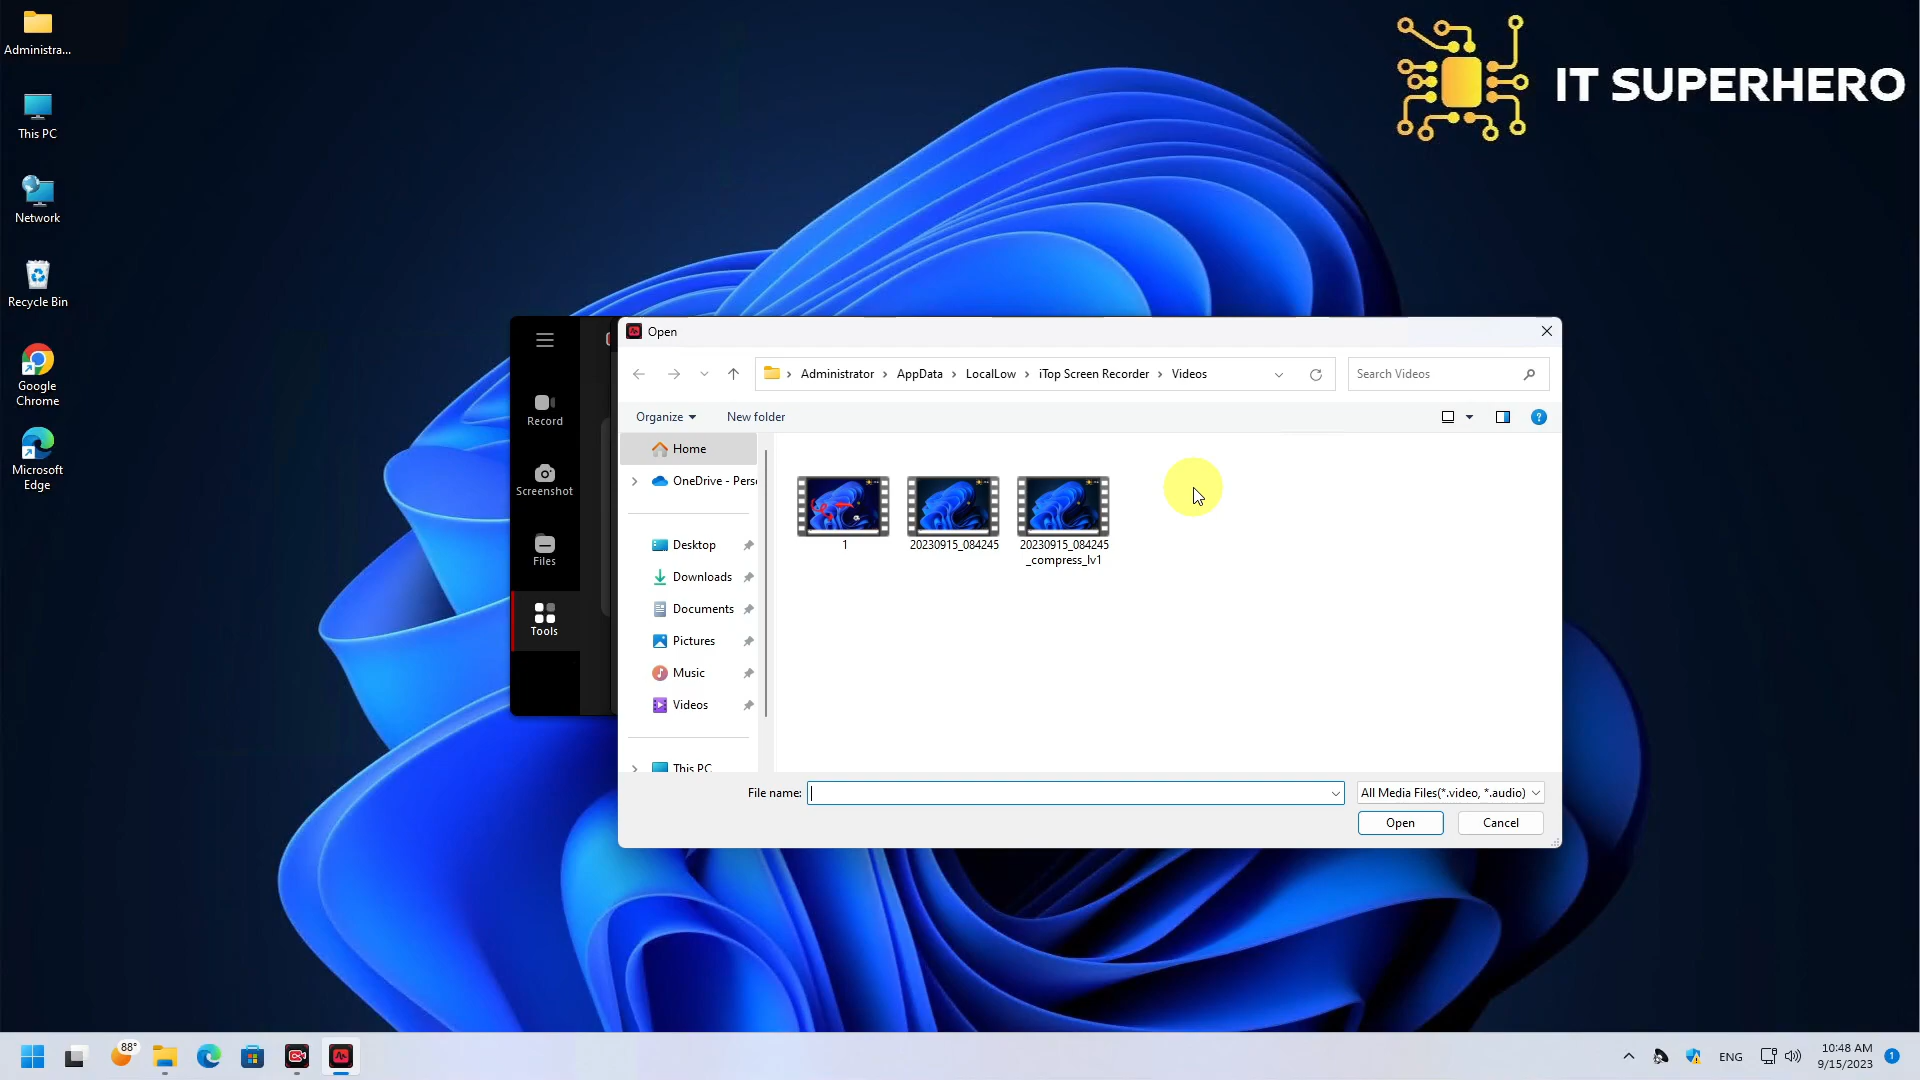 Administra...
This PC
Network
Recycle Bin
Google
Chrome
Microsoft
Edge
IT SUPERHERO
Record
Screenshot
Files
Tools
Open
Administrator
AppData
LocalLow
iTop Screen Recorder
Videos
Search Videos
Organize
New folder
Home
OneDrive - Perso
Desktop
Downloads
Documents
Pictures
Music
Videos
This PC
1
20230915_084245
20230915_084245
_compress_lv1
File name:
All Media Files(*.video, *.audio)
Open
Cancel
88°
ENG
10:48 AM
9/15/2023
1